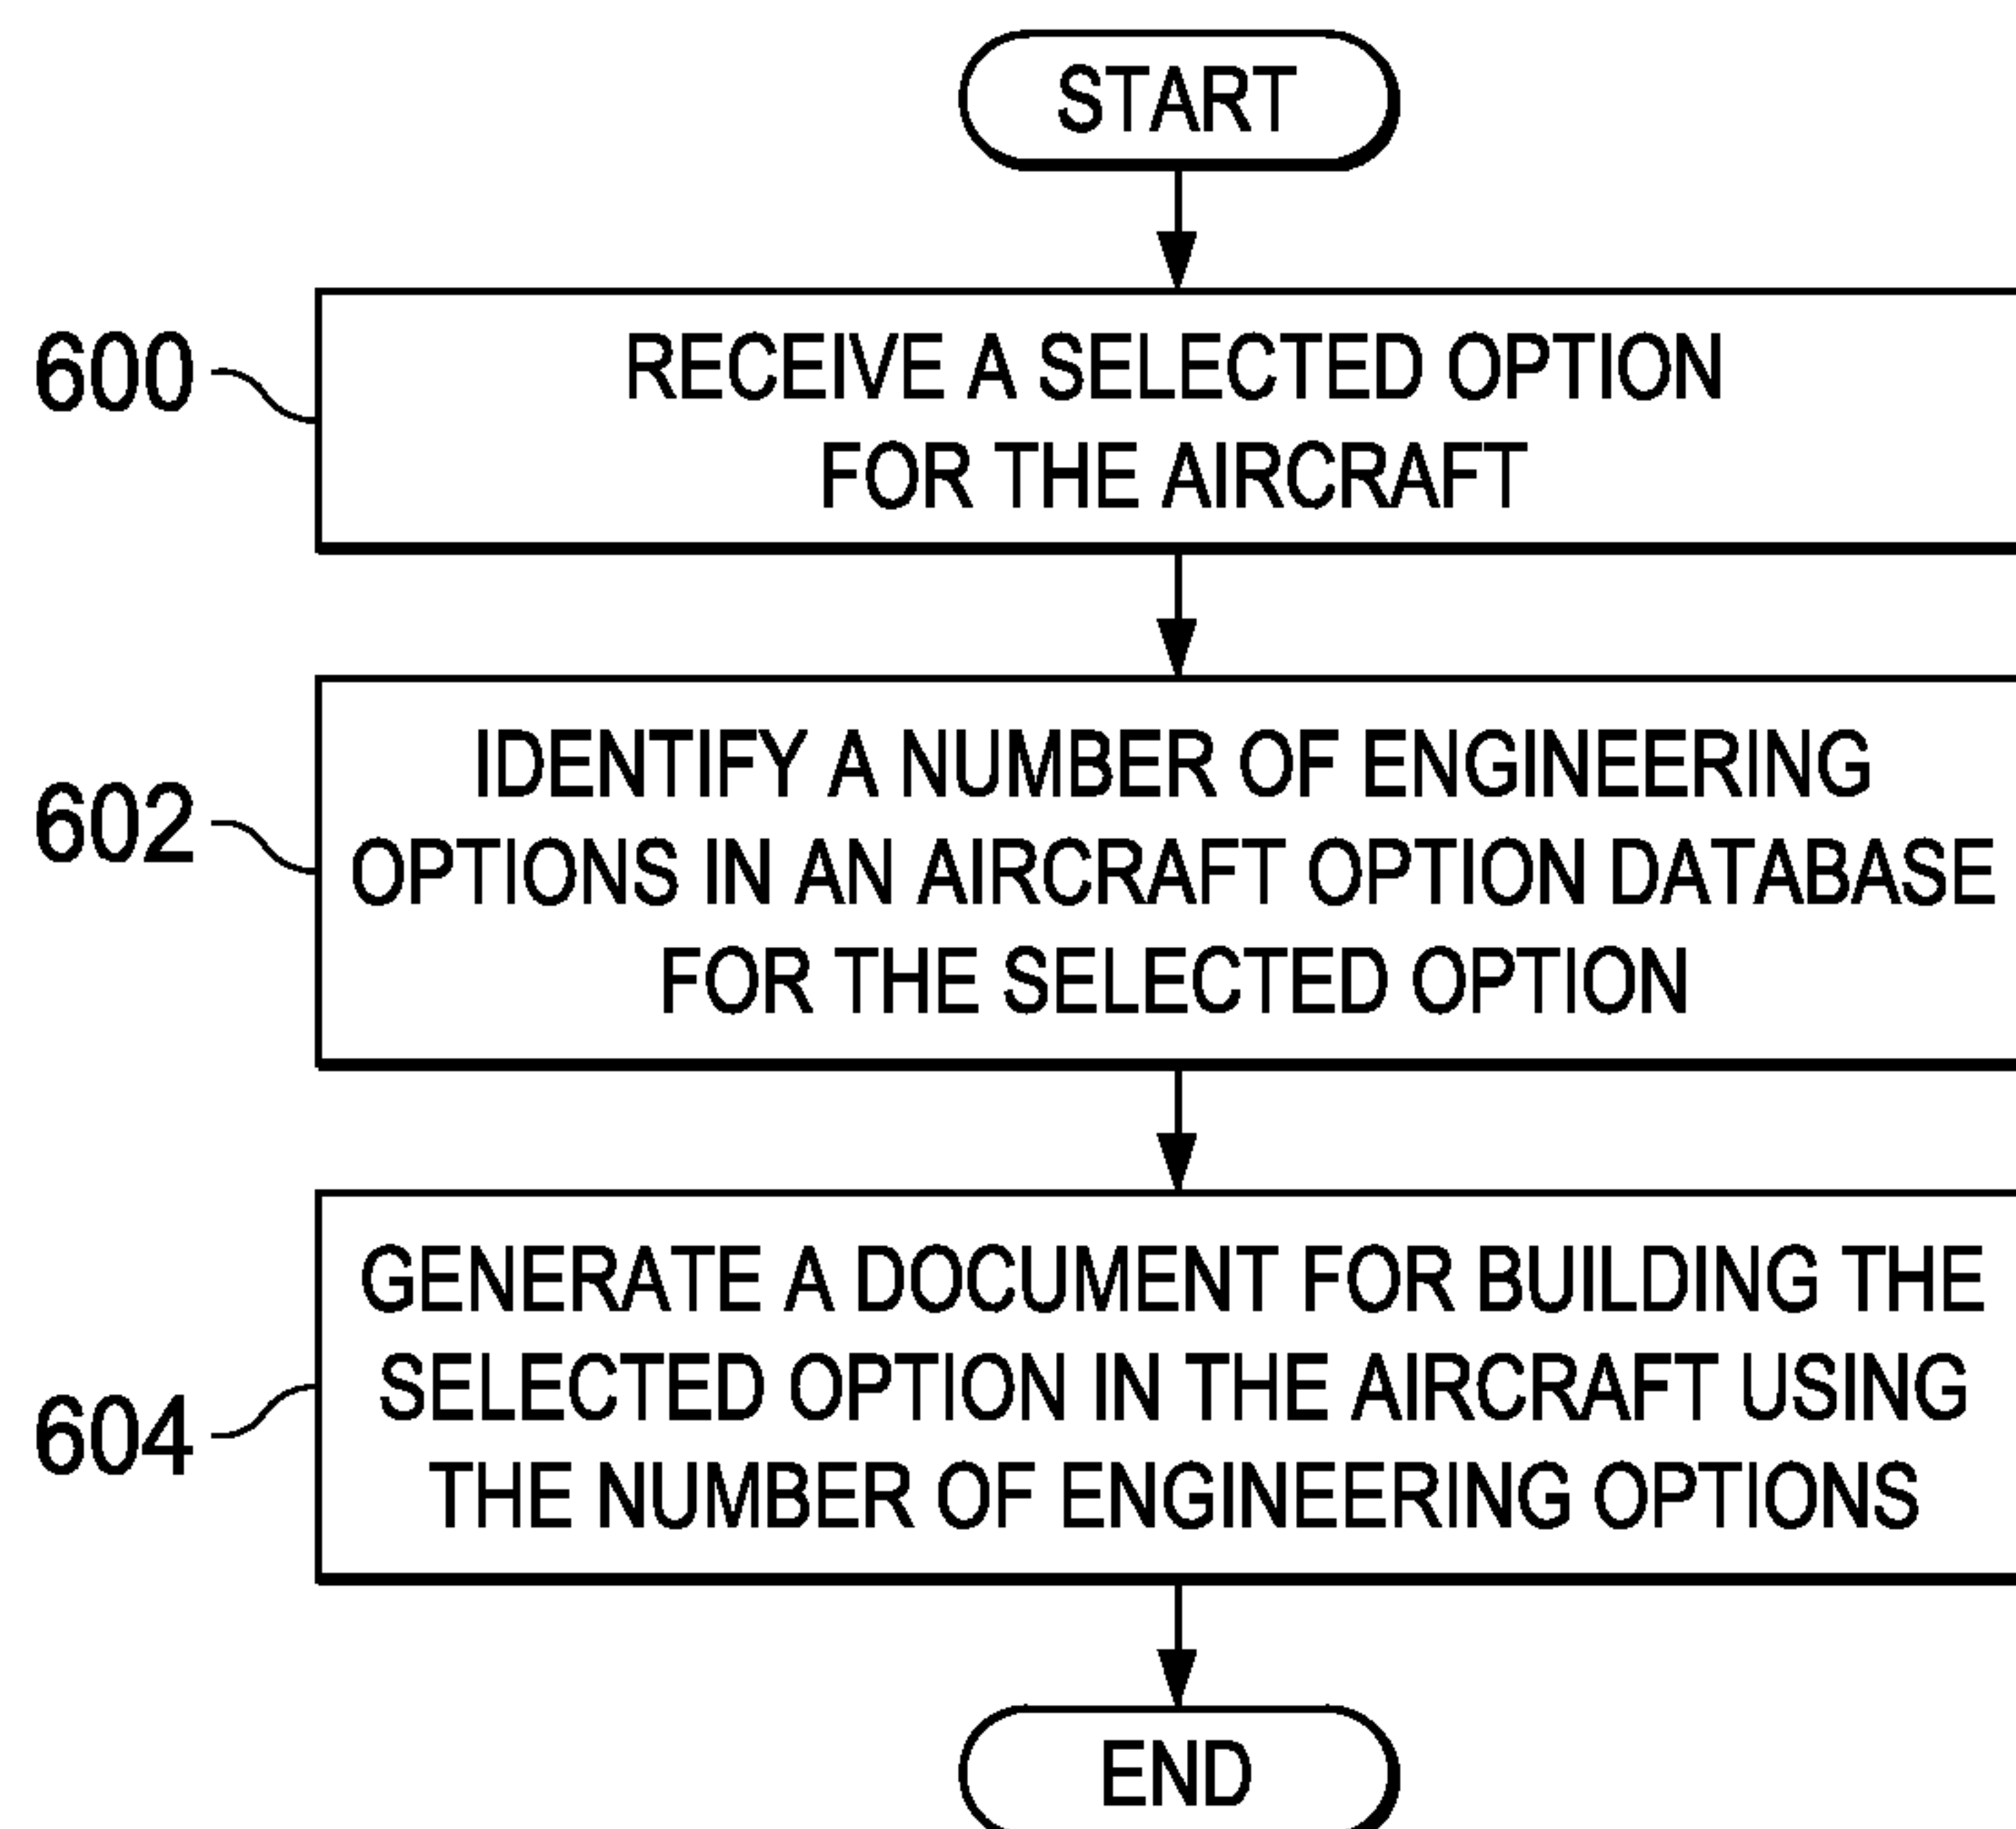 START
600
RECEIVE A SELECTED OPTION
FOR THE AIRCRAFT
602
IDENTIFY A NUMBER OF ENGINEERING
OPTIONS IN AN AIRCRAFT OPTION DATABASE
FOR THE SELECTED OPTION
604
GENERATE A DOCUMENT FOR BUILDING THE
SELECTED OPTION IN THE AIRCRAFT USING
THE NUMBER OF ENGINEERING OPTIONS
END